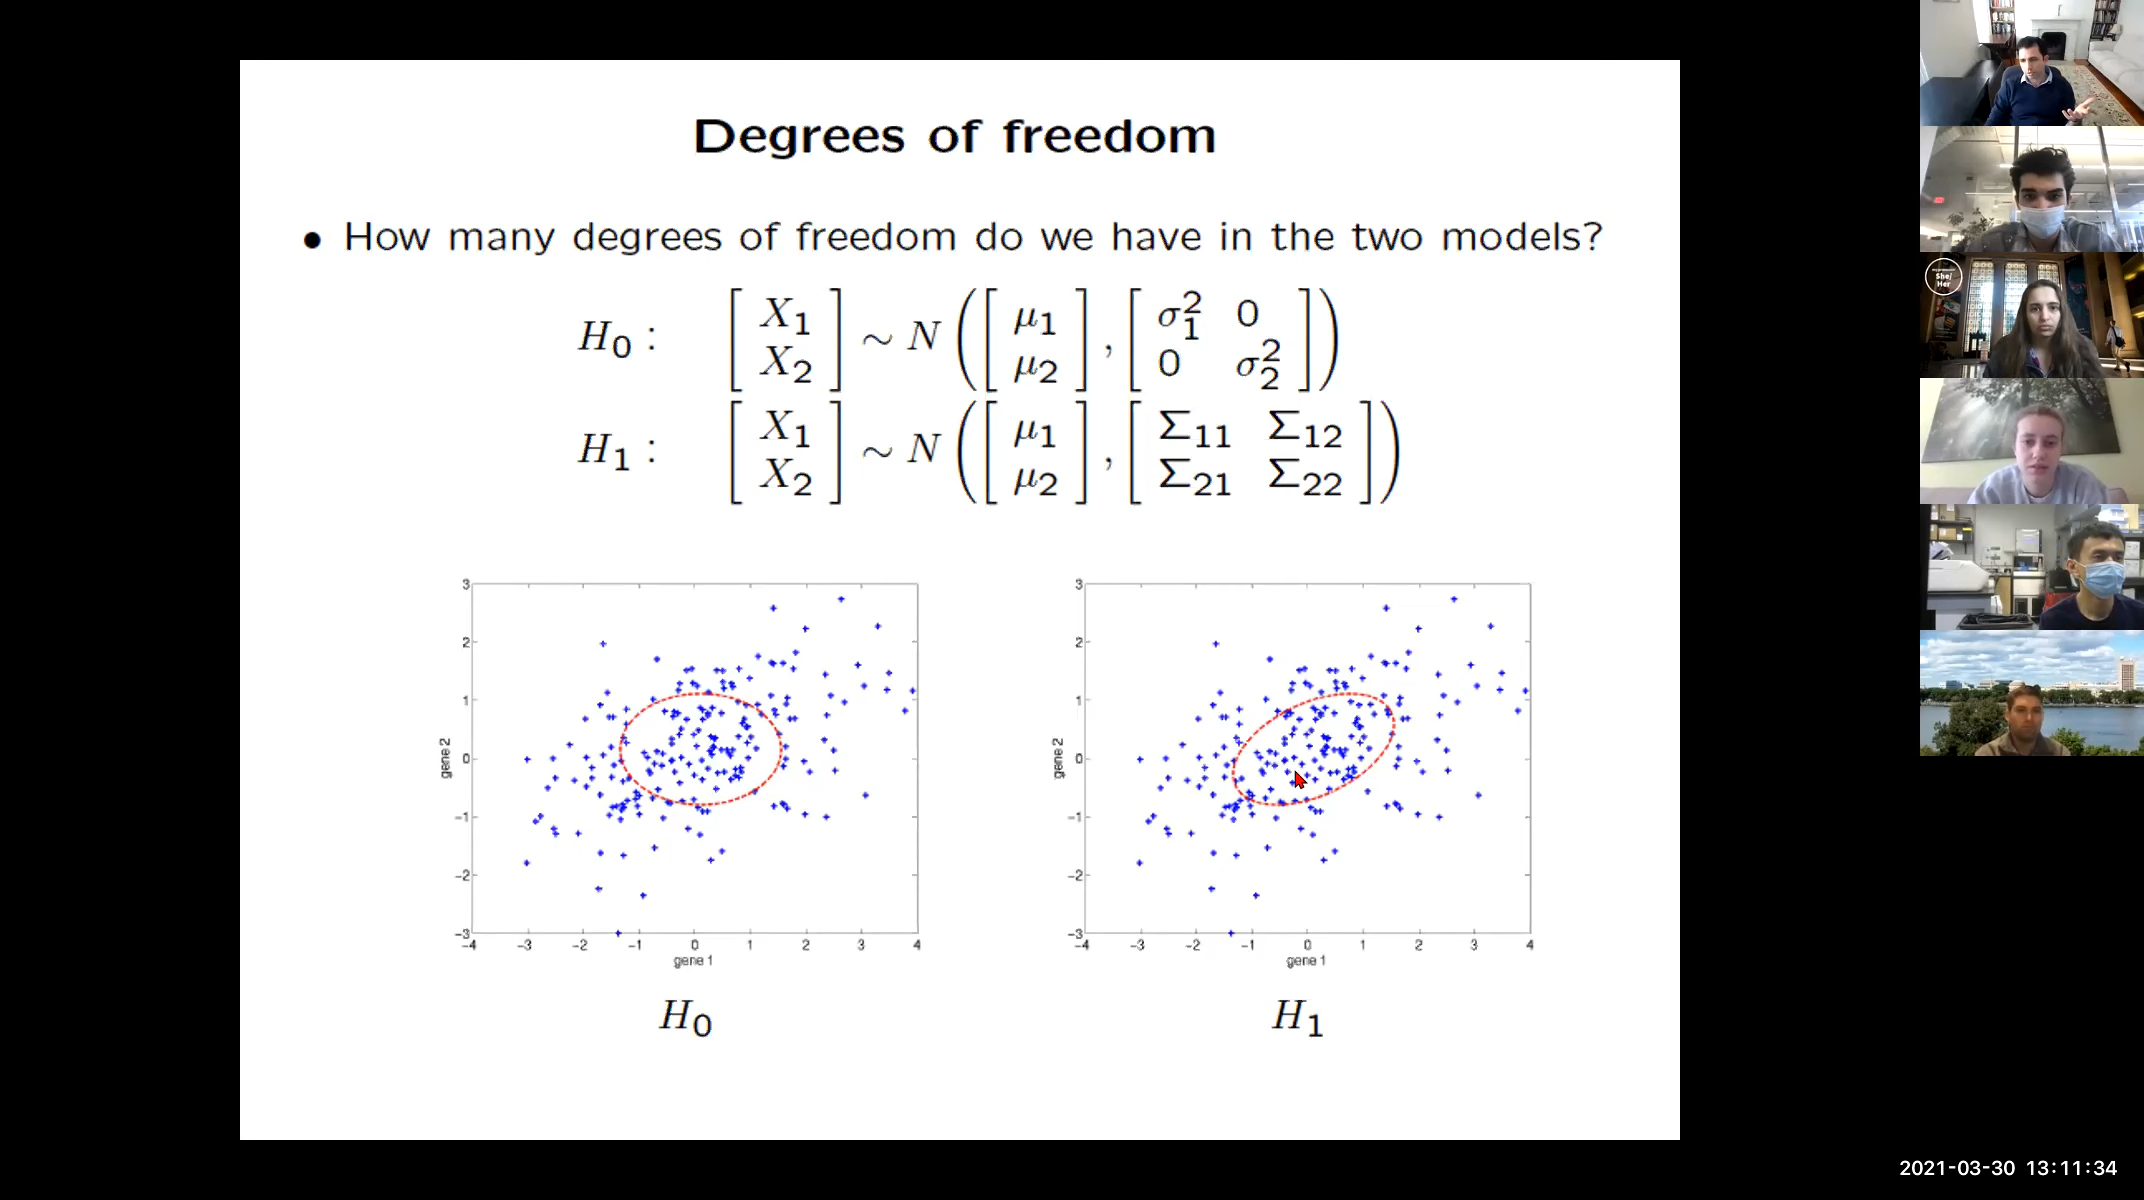 Degrees of freedom
• How many degrees of freedom do we have in the two models?
H₀ : [ X₁ X₂ ] ∼ N ( [ μ₁ μ₂ ] , [ σ₁² 0 0 σ₂² ] )
H₁ : [ X₁ X₂ ] ∼ N ( [ μ₁ μ₂ ] , [ Σ₁₁ Σ₁₂ Σ₂₁ Σ₂₂ ] )
3
2
1
0
−1
−2
−3
gene 2
−4 −3 −2 −1 0 1 2 3 4
gene 1
H₀
3
2
1
0
−1
−2
−3
gene 2
−4 −3 −2 −1 0 1 2 3 4
gene 1
H₁
She/
Her
2021-03-30 13:11:34